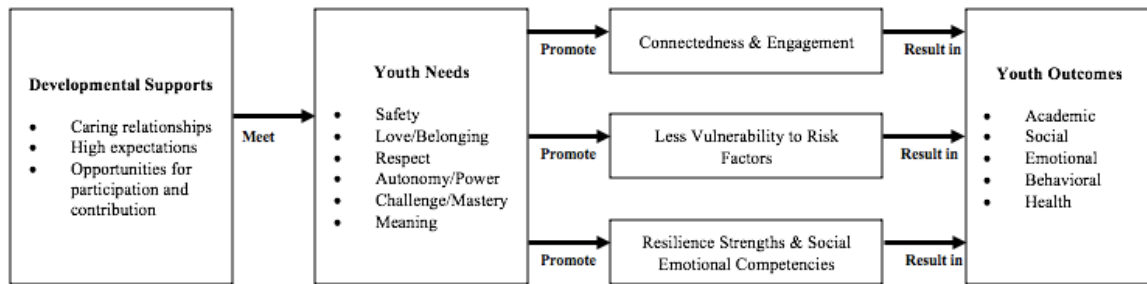 Developmental Supports
• Caring relationships
• High expectations
• Opportunities for
participation and
contribution
Meet
Youth Needs
• Safety
• Love/Belonging
• Respect
• Autonomy/Power
• Challenge/Mastery
• Meaning
Promote
Connectedness & Engagement
Result in
Promote
Less Vulnerability to Risk
Factors
Result in
Promote
Resilience Strengths & Social
Emotional Competencies
Result in
Youth Outcomes
• Academic
• Social
• Emotional
• Behavioral
• Health